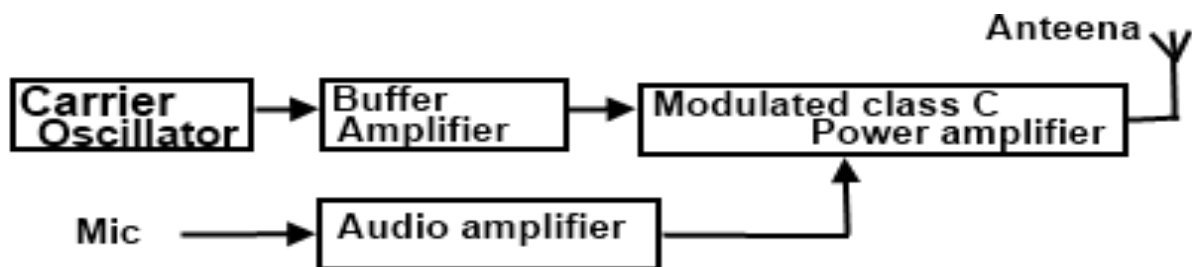 Anteena
Carrier
Oscillator
Buffer
Amplifier
Modulated class C
Power amplifier
Mic
Audio amplifier